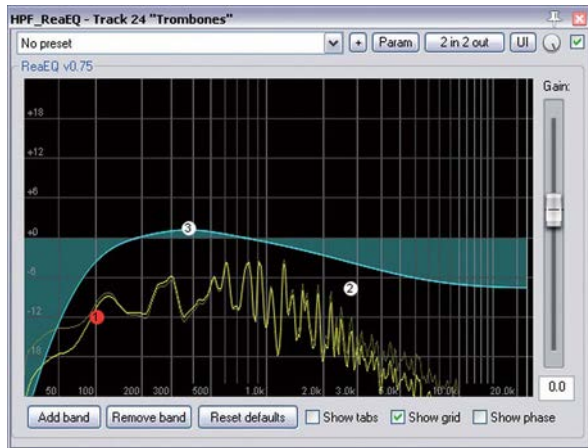 HPF_ReaEQ - Track 24 "Trombones"
No preset + Param 2 in 2 out UI
ReaEQ v0.75
Gain:
+18
+12
+6
+0
-6
-12
-18
3
2
1
50 100 200 300 500 1.0k 2.0k 3.0k 5.0k 10.0k 20.0k
0.0
Add band Remove band Reset defaults Show tabs Show grid Show phase